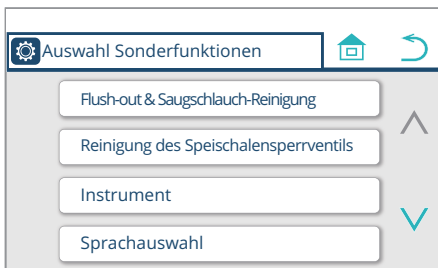 Auswahl Sonderfunktionen
Flush-out & Saugschlauch-Reinigung
Reinigung des Speischalensperrventils
Instrument
Sprachauswahl